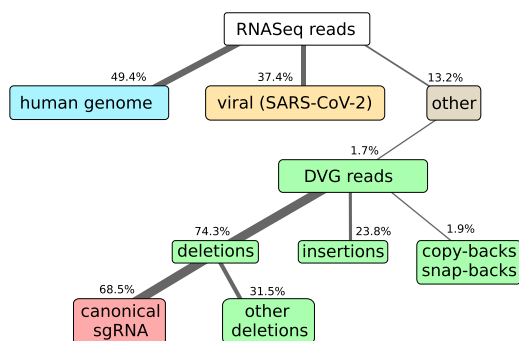 RNASeq reads
49.4%
37.4%
13.2%
human genome
viral (SARS-CoV-2)
other
1.7%
DVG reads
74.3%
23.8%
1.9%
deletions
insertions
copy-backs
snap-backs
68.5%
31.5%
canonical
sgRNA
other
deletions